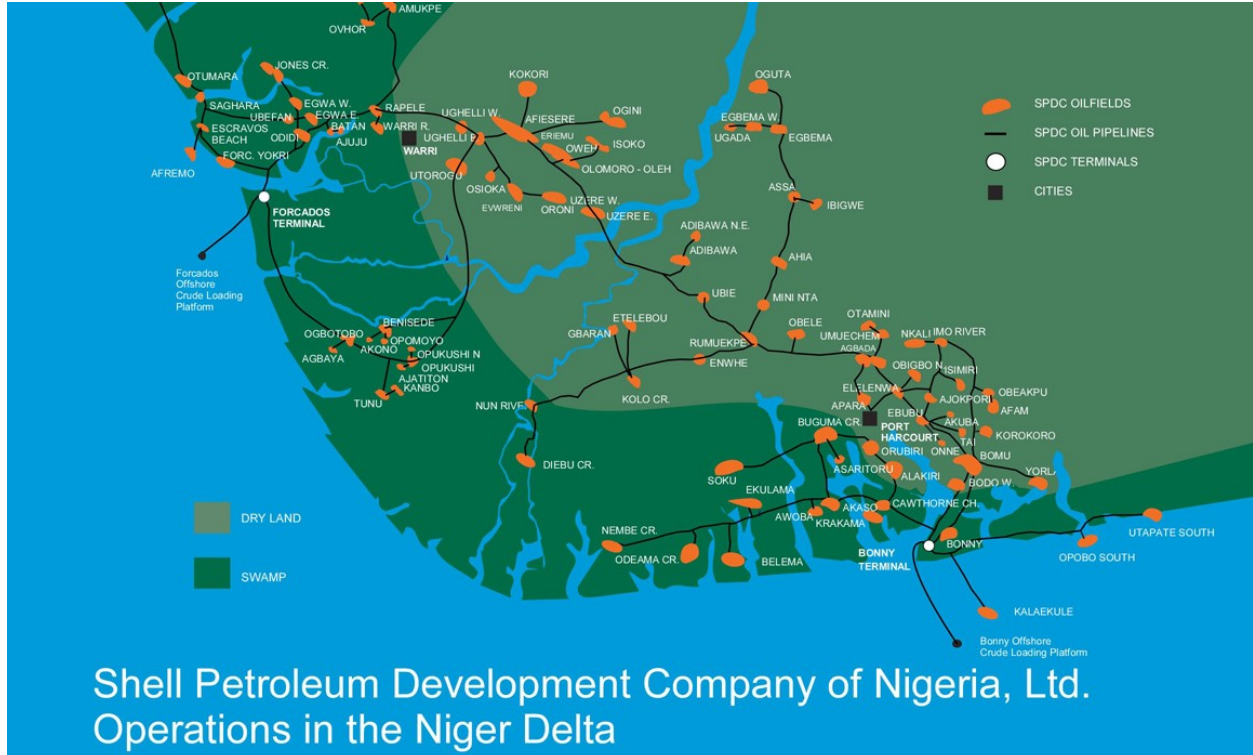 OVHOR
AMUKPE
OTUMARA
JONES CR.
SAGHARA
EGWA W.
UBEFAN
EGWA E.
ESCRAVOS
BEACH
ODIDI
BATAN
AJUJU
RAPELE
WARRI R.
WARRI
AFREMO
FORC. YOKRI
FORCADOS
TERMINAL
Forcados
Offshore
Crude Loading
Platform
KOKORI
UGHELLI W.
AFIESERE
OGINI
UGHELLI E.
ERIEMU
OWEH
ISOKO
OLOMORO - OLEH
UTOROGU
OSIOKA
EVWRENI
ORONI
UZERE W.
UZERE E.
OGUTA
EGBEMA W.
UGADA
EGBEMA
ASSA
IBIGWE
ADIBAWA N.E.
ADIBAWA
AHIA
UBIE
MINI NTA
SPDC OILFIELDS
SPDC OIL PIPELINES
SPDC TERMINALS
CITIES
OGBOTOBO
BENISEDE
AGBAYA
AKONO
OPOMOYO
OPUKUSHI N
OPUKUSHI
AJATITON
KANBO
TUNU
GBARAN
ETELEBOU
RUMUEKPE
OBELE
ENWHE
KOLO CR.
NUN RIVE
DIEBU CR.
OTAMINI
UMUECHEM
AGBADA
NKALI
IMO RIVER
OBIGBO N.
ISIMIRI
ELELENWA
APARA
AJOKPORI
OBEAKPU
AFAM
EBUBU
AKUBA
KOROKORO
PORT
HARCOURT
TAI
ONNE
BUGUMA CR.
ORUBIRI
BOMU
ASARITORU
ALAKIRI
BODO W.
YORLA
SOKU
EKULAMA
AWOBA
AKASO
KRAKAMA
CAWTHORNE CH.
NEMBE CR.
ODEAMA CR.
BELEMA
BONNY
TERMINAL
BONNY
UTAPATE SOUTH
OPOBO SOUTH
KALAEKULE
Bonny Offshore
Crude Loading Platform
DRY LAND
SWAMP
Shell Petroleum Development Company of Nigeria, Ltd.
Operations in the Niger Delta